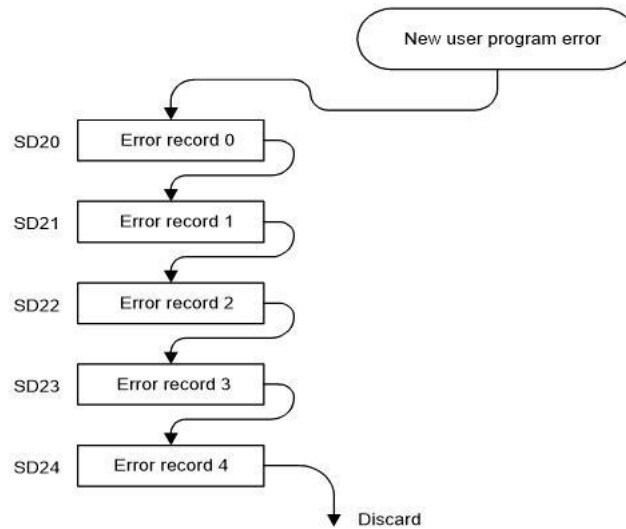 New user program error
SD20 Error record 0
SD21 Error record 1
SD22 Error record 2
SD23 Error record 3
SD24 Error record 4
Discard